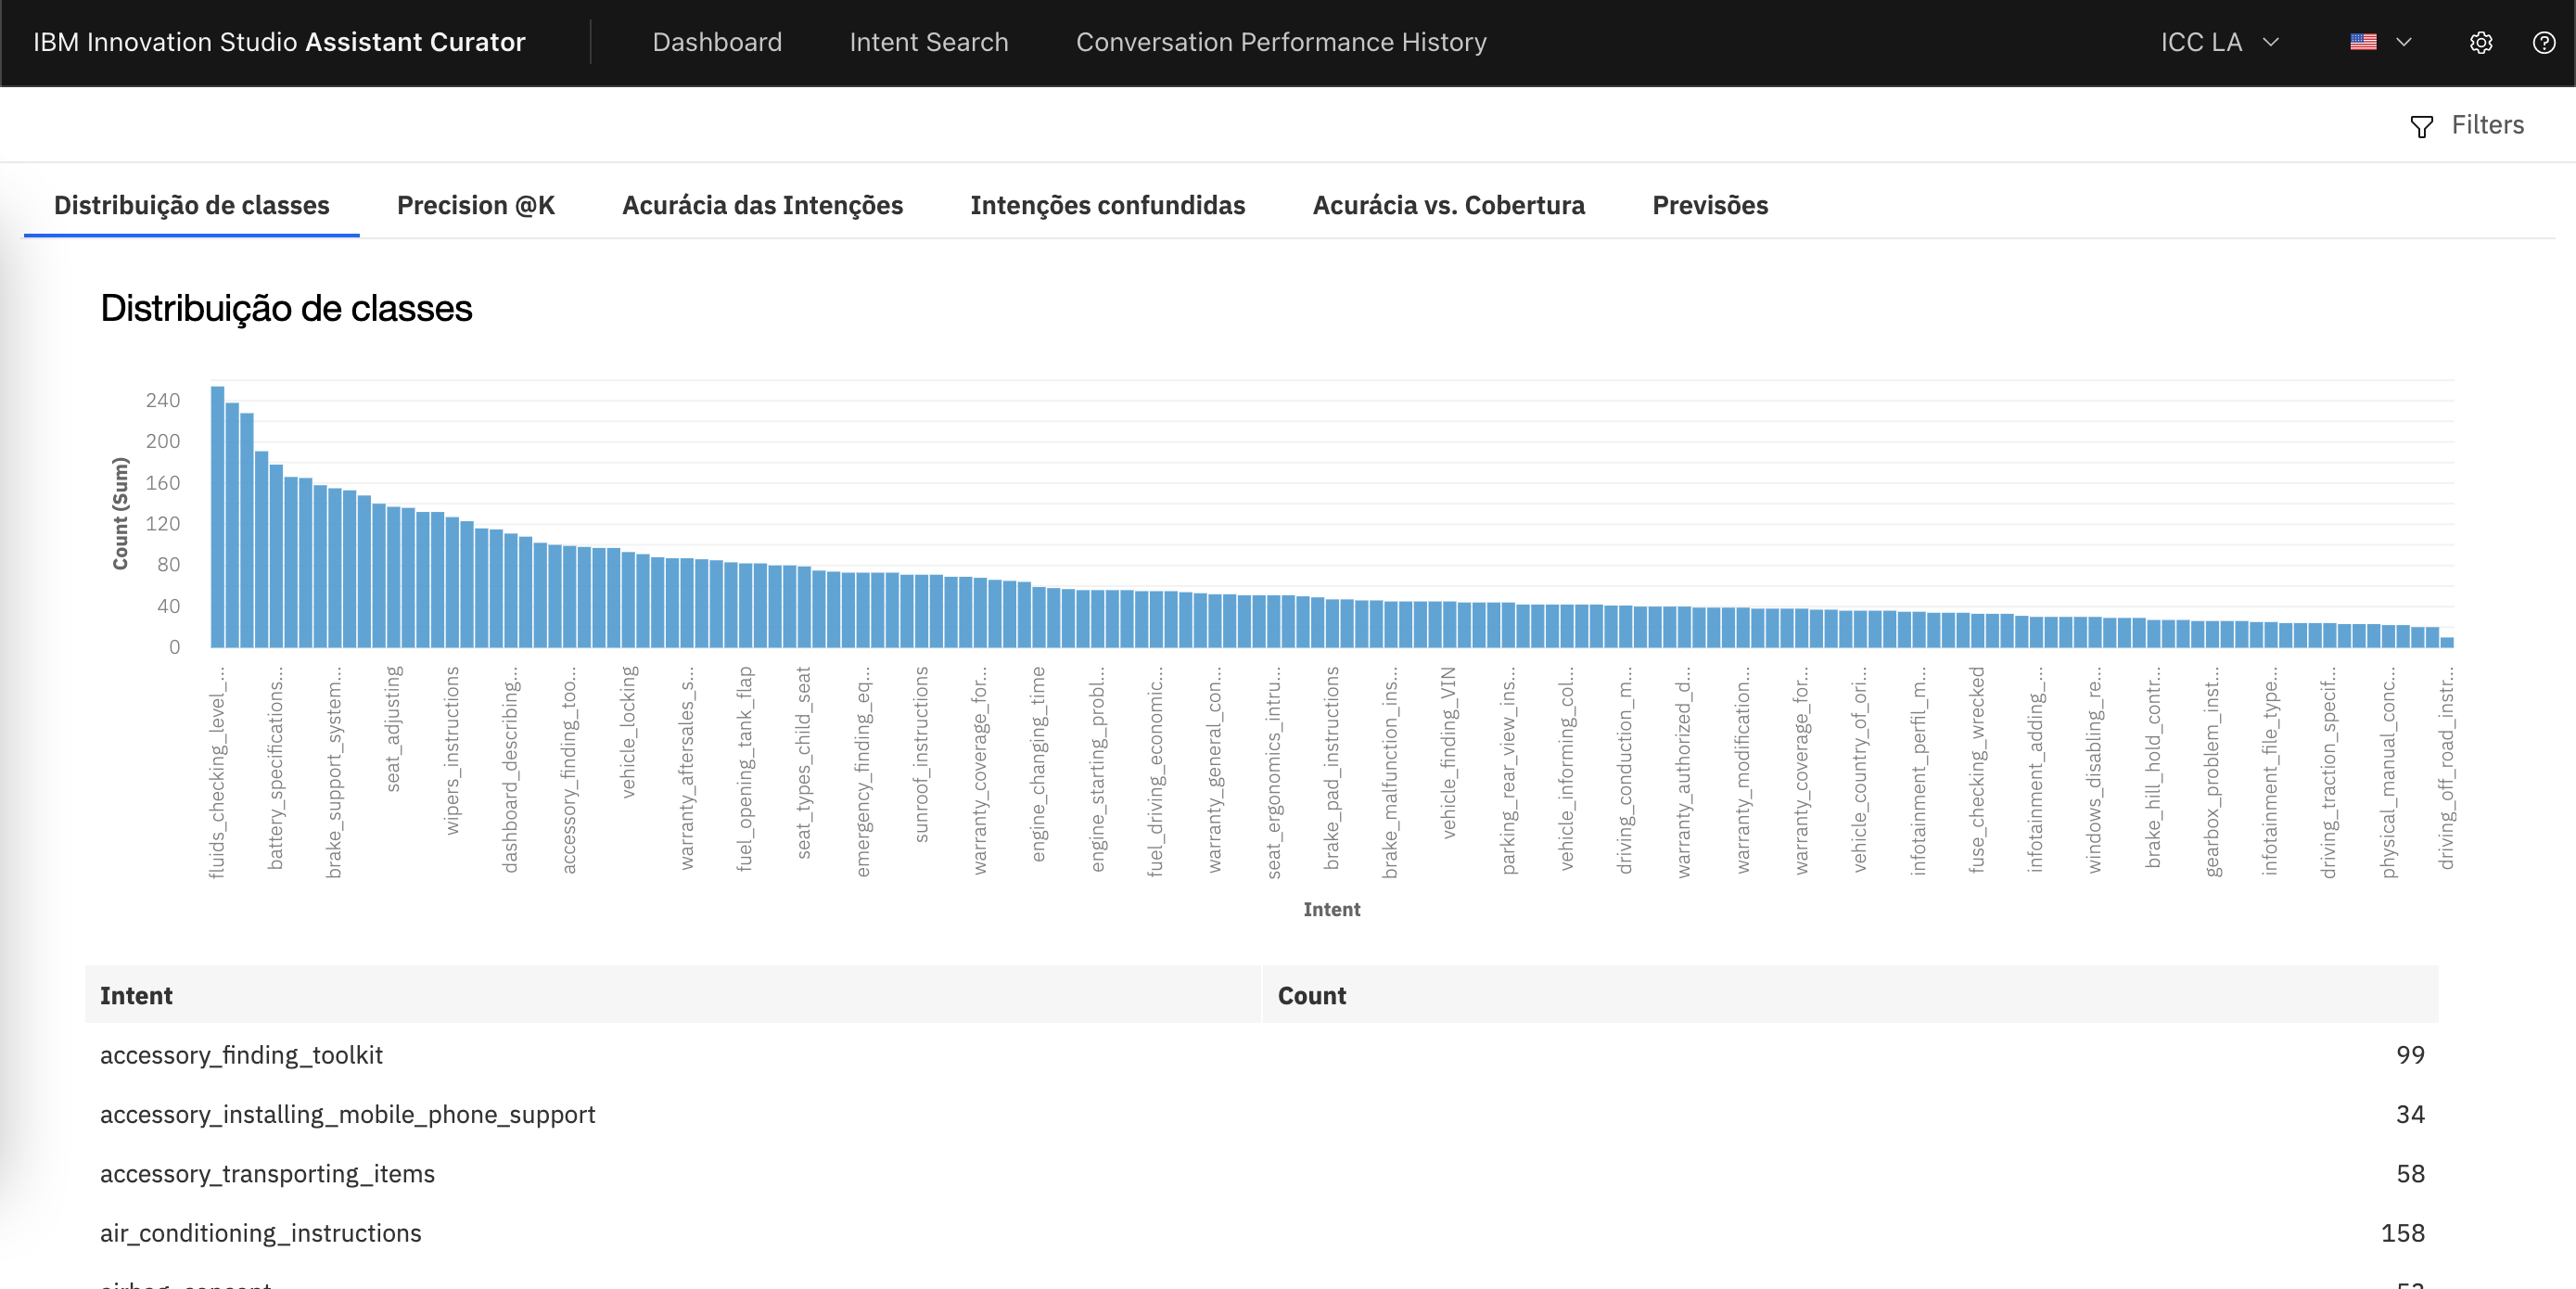 IBM Innovation Studio Assistant Curator
Dashboard
Intent Search
Conversation Performance History
ICC LA
Filters
Distribuição de classes
Precision @K
Acurácia das Intenções
Intenções confundidas
Acurácia vs. Cobertura
Previsões
Distribuição de classes
Count (Sum)
240
200
160
120
80
40
0
fluids_checking_level_...
battery_specifications...
brake_support_system...
seat_adjusting
wipers_instructions
dashboard_describing...
accessory_finding_too...
vehicle_locking
warranty_aftersales_s...
fuel_opening_tank_flap
seat_types_child_seat
emergency_finding_eq...
sunroof_instructions
warranty_coverage_for...
engine_changing_time
engine_starting_probl...
fuel_driving_economic...
warranty_general_con...
seat_ergonomics_intru...
brake_pad_instructions
brake_malfunction_ins...
vehicle_finding_VIN
parking_rear_view_ins...
vehicle_informing_col...
driving_conduction_m...
warranty_authorized_d...
warranty_modification...
warranty_coverage_for...
vehicle_country_of_ori...
infotainment_perfil_m...
fuse_checking_wrecked
infotainment_adding_...
windows_disabling_re...
brake_hill_hold_contr...
gearbox_problem_inst...
infotainment_file_type...
driving_traction_specif...
physical_manual_conc...
driving_off_road_instr...
Intent
Intent Count
accessory_finding_toolkit 99
accessory_installing_mobile_phone_support 34
accessory_transporting_items 58
air_conditioning_instructions 158